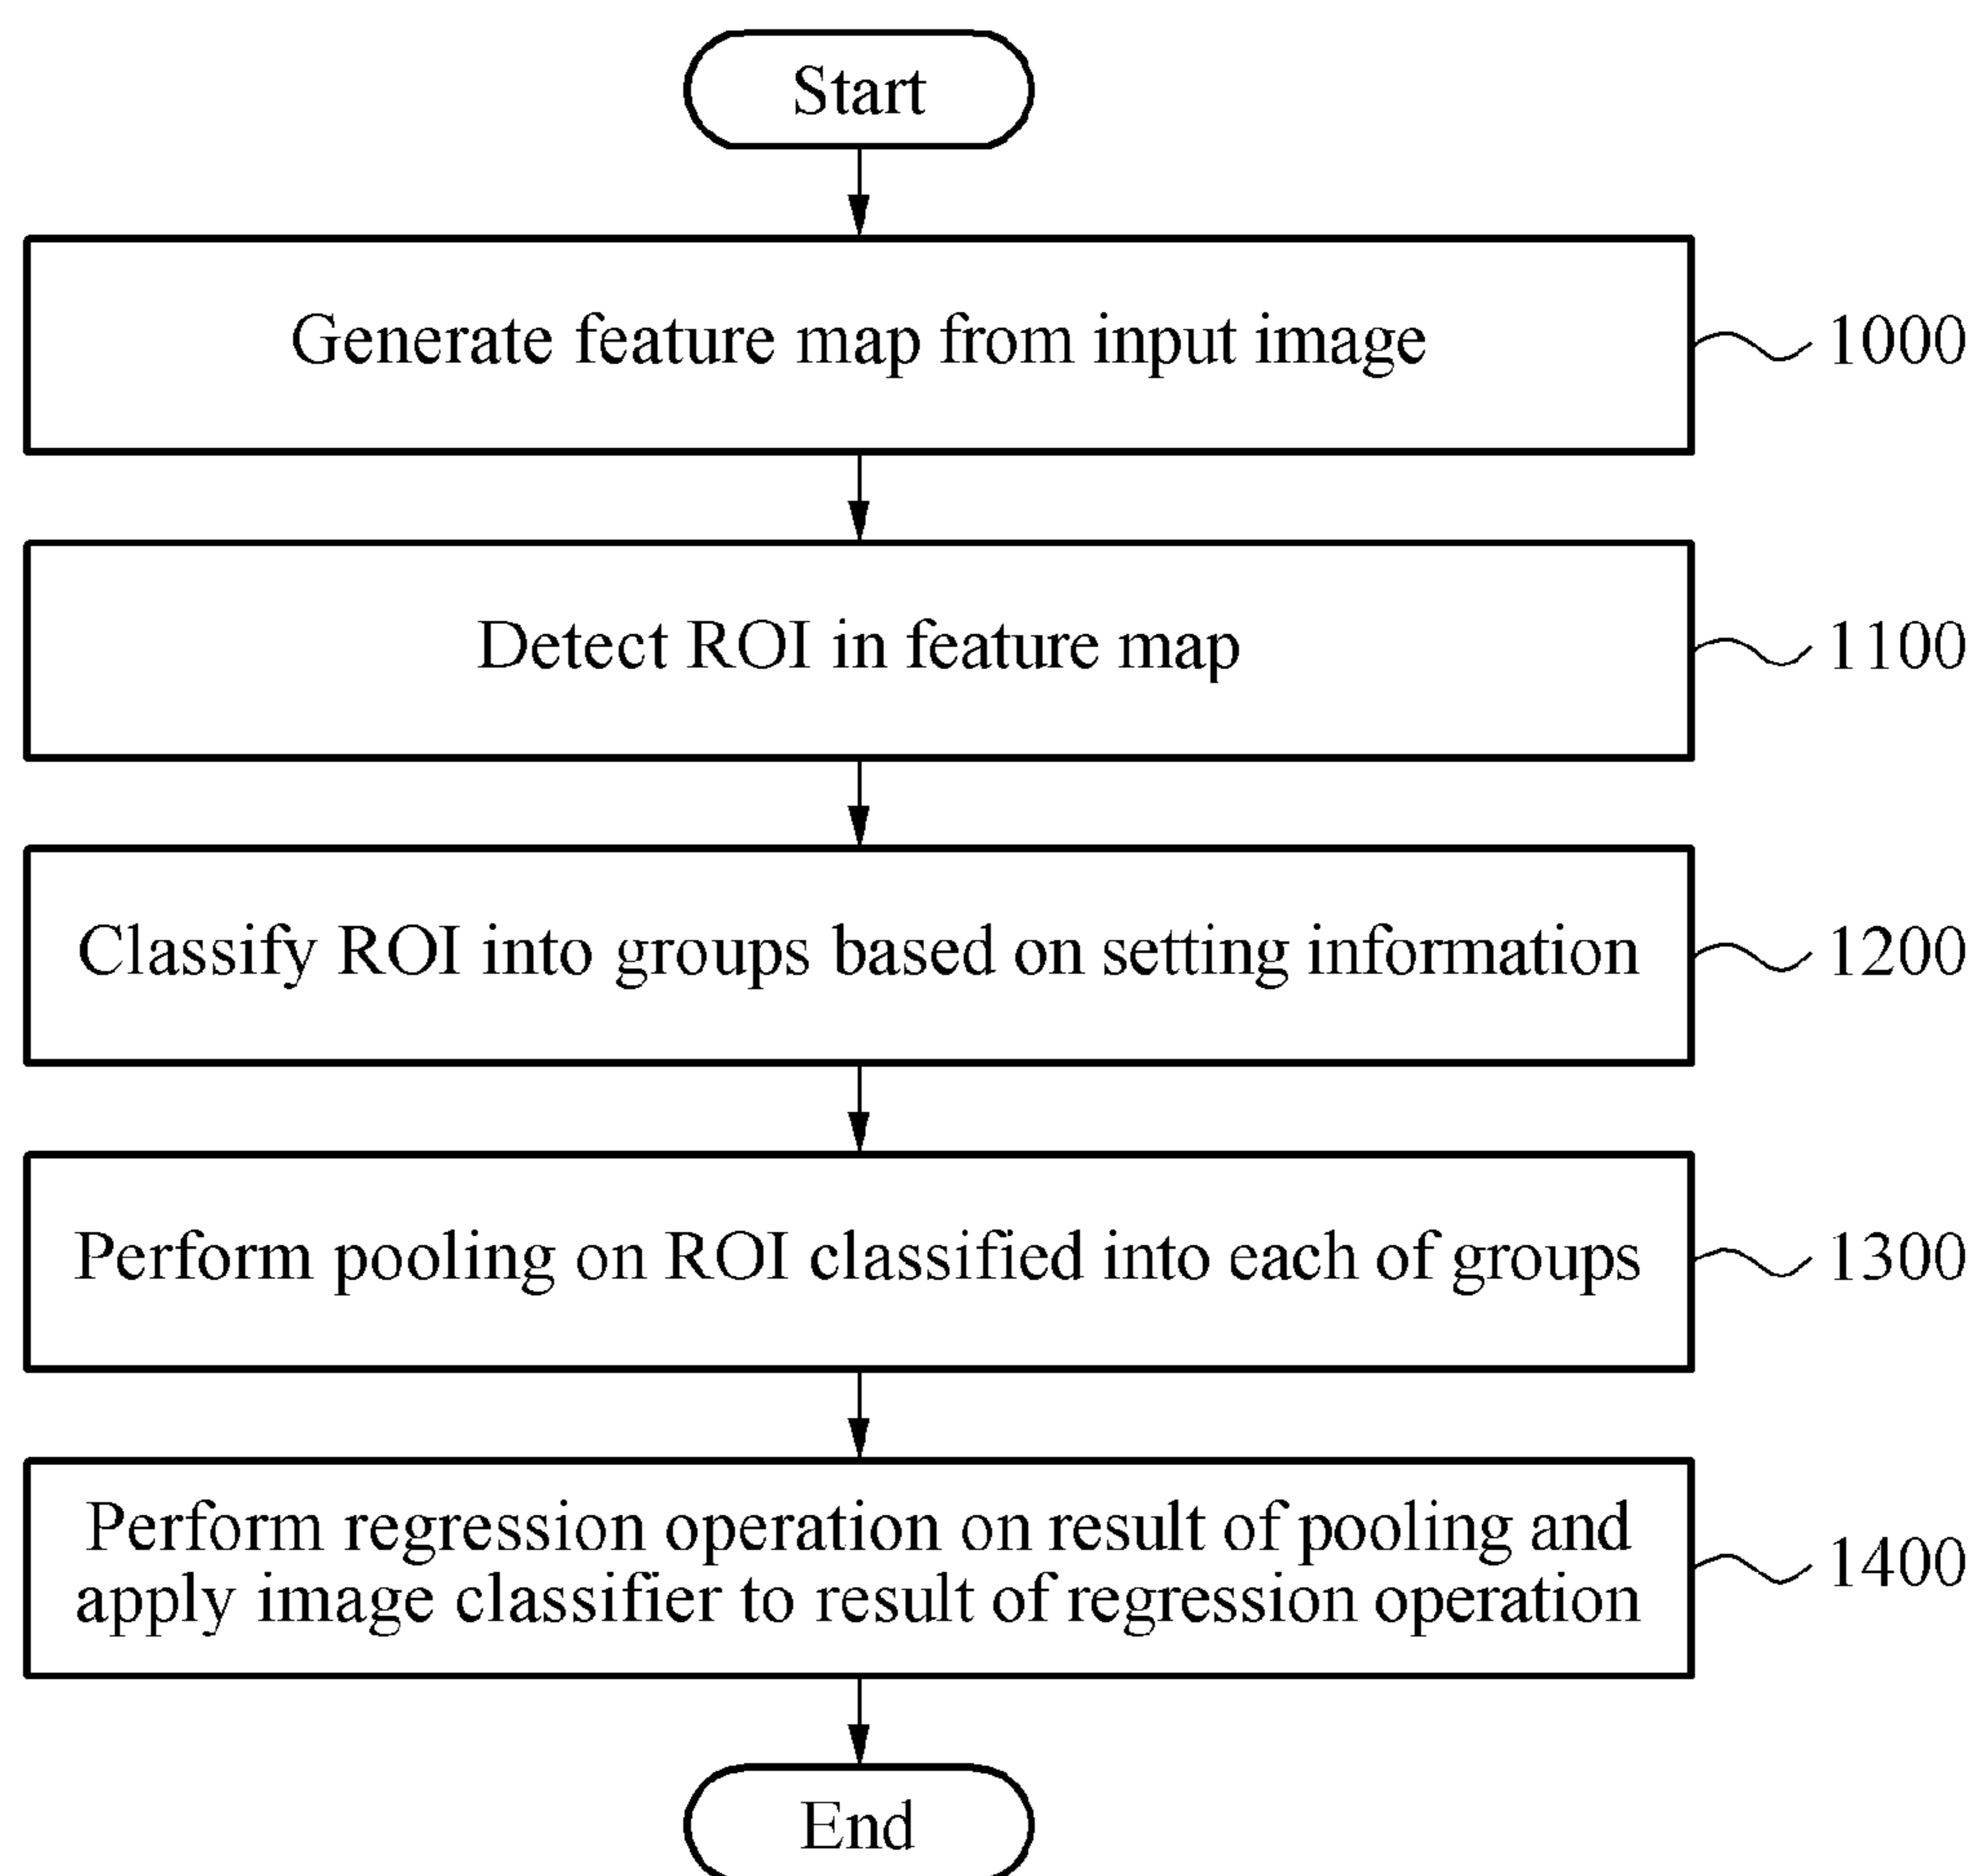 Start
Generate feature map from input image
1000
Detect ROI in feature map
1100
Classify ROI into groups based on setting information
1200
Perform pooling on ROI classified into each of groups
1300
Perform regression operation on result of pooling and
apply image classifier to result of regression operation
1400
End